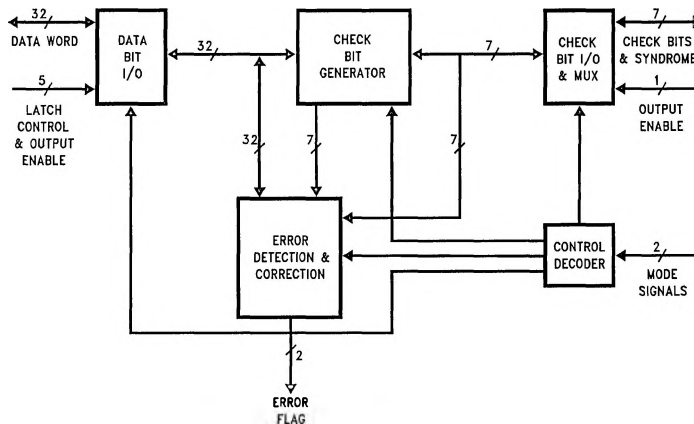 32
DATA WORD
5
LATCH
CONTROL
& OUTPUT
ENABLE
DATA
BIT
I/O
32
CHECK
BIT
GENERATOR
7
CHECK
BIT I/O
& MUX
7
CHECK BITS
& SYNDROME
1
OUTPUT
ENABLE
32
7
7
ERROR
DETECTION &
CORRECTION
CONTROL
DECODER
2
MODE
SIGNALS
2
ERROR
FLAG